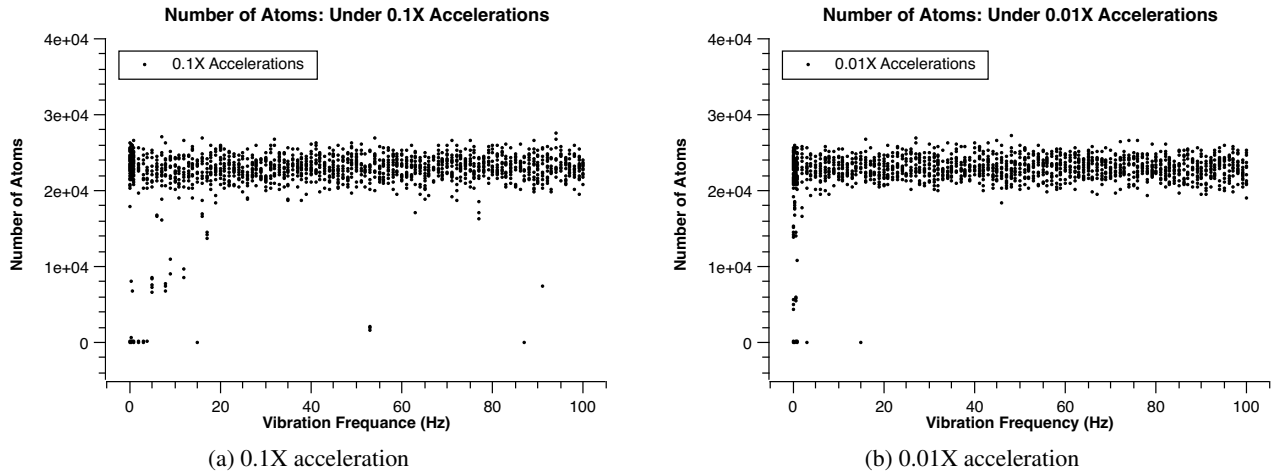 Number of Atoms: Under 0.1X Accelerations
4e+04
3e+04
2e+04
1e+04
0
Number of Atoms
0.1X Accelerations
0 20 40 60 80 100
Vibration Frequance (Hz)
(a) 0.1X acceleration
Number of Atoms: Under 0.01X Accelerations
4e+04
3e+04
2e+04
1e+04
0
Number of Atoms
0.01X Accelerations
0 20 40 60 80 100
Vibration Frequency (Hz)
(b) 0.01X acceleration